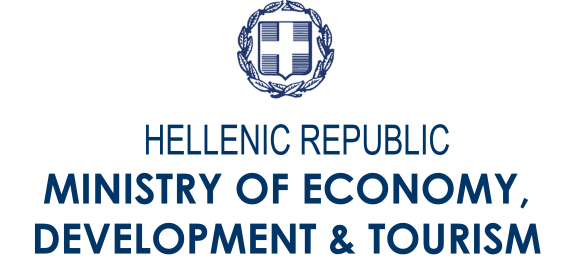 HELLENIC REPUBLIC
MINISTRY OF ECONOMY,
DEVELOPMENT & TOURISM